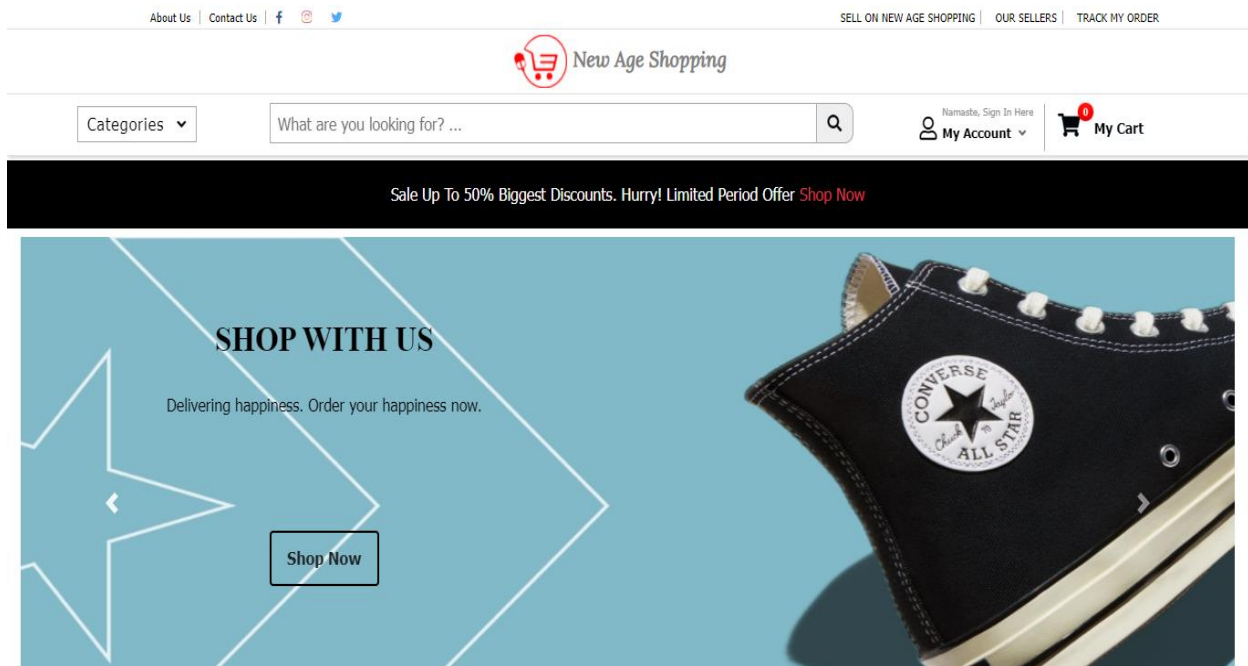 About Us | Contact Us |
SELL ON NEW AGE SHOPPING | OUR SELLERS | TRACK MY ORDER
New Age Shopping
Categories
What are you looking for? ...
Namaste, Sign In Here
My Account
0
My Cart
Sale Up To 50% Biggest Discounts. Hurry! Limited Period Offer Shop Now
SHOP WITH US
Delivering happiness. Order your happiness now.
Shop Now
CONVERSE
Chuck 70 Taylor
ALL STAR